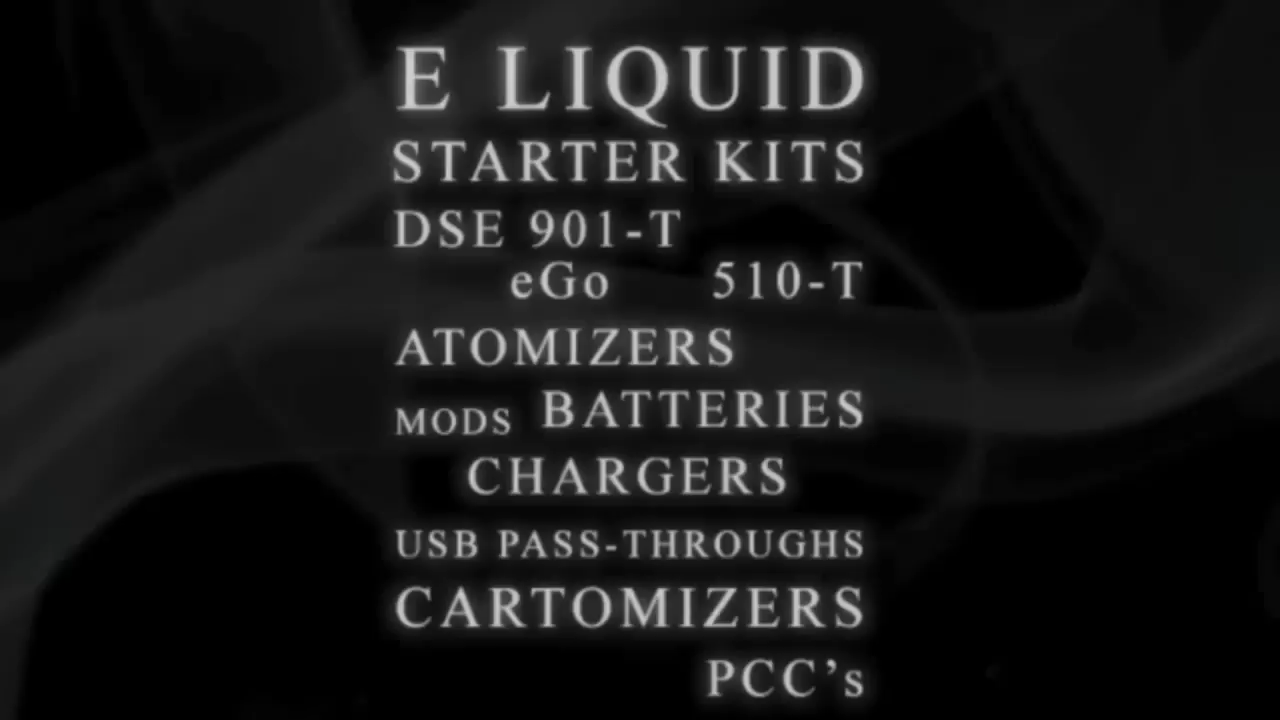 E LIQUID
STARTER KITS
DSE 901-T
eGo 510-T
ATOMIZERS
MODS BATTERIES
CHARGERS
USB PASS-THROUGHS
CARTOMIZERS
PCC's